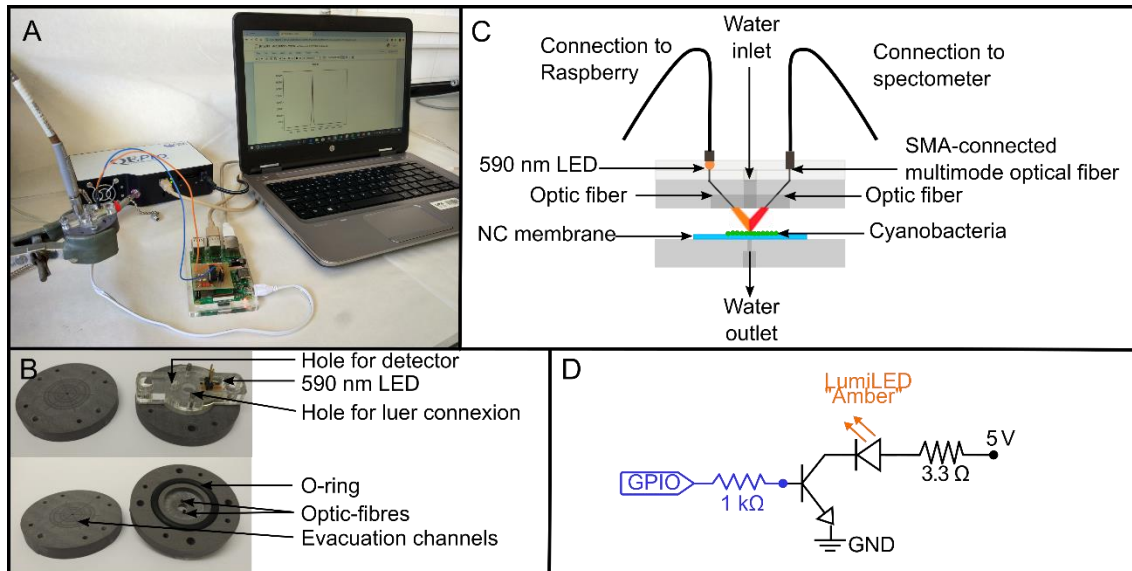 A
QEPRO
B
Hole for detector
590 nm LED
Hole for luer connexion
O-ring
Optic-fibres
Evacuation channels
C
Water
inlet
Connection to
Raspberry
Connection to
spectometer
590 nm LED
SMA-connected
multimode optical fiber
Optic fiber
Optic fiber
NC membrane
Cyanobacteria
Water
outlet
D
LumiLED
"Amber"
5 V
3.3 Ω
GPIO
1 kΩ
GND